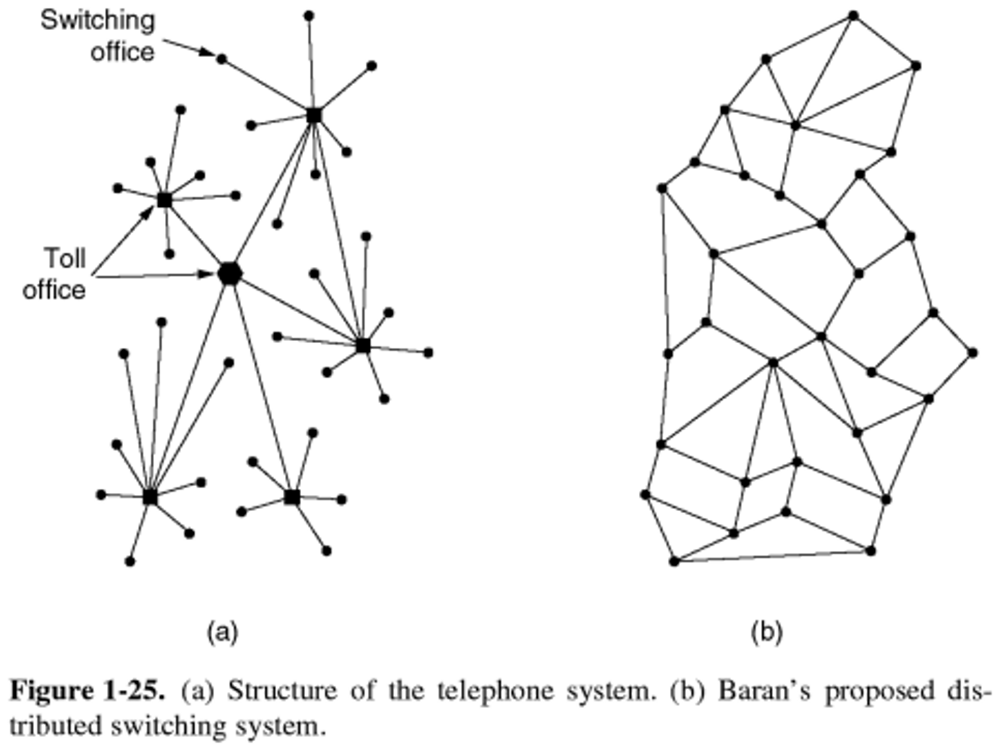 Switching
office
Toll
office
(a)
(b)
Figure 1-25. (a) Structure of the telephone system. (b) Baran's proposed dis-
tributed switching system.